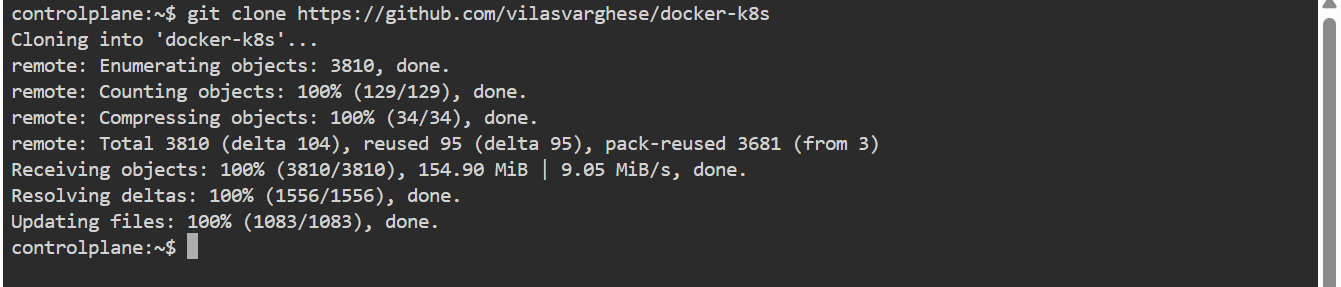 controlplane:~$ git clone https://github.com/vilasvarghese/docker-k8s
Cloning into 'docker-k8s'...
remote: Enumerating objects: 3810, done.
remote: Counting objects: 100% (129/129), done.
remote: Compressing objects: 100% (34/34), done.
remote: Total 3810 (delta 104), reused 95 (delta 95), pack-reused 3681 (from 3)
Receiving objects: 100% (3810/3810), 154.90 MiB | 9.05 MiB/s, done.
Resolving deltas: 100% (1556/1556), done.
Updating files: 100% (1083/1083), done.
controlplane:~$